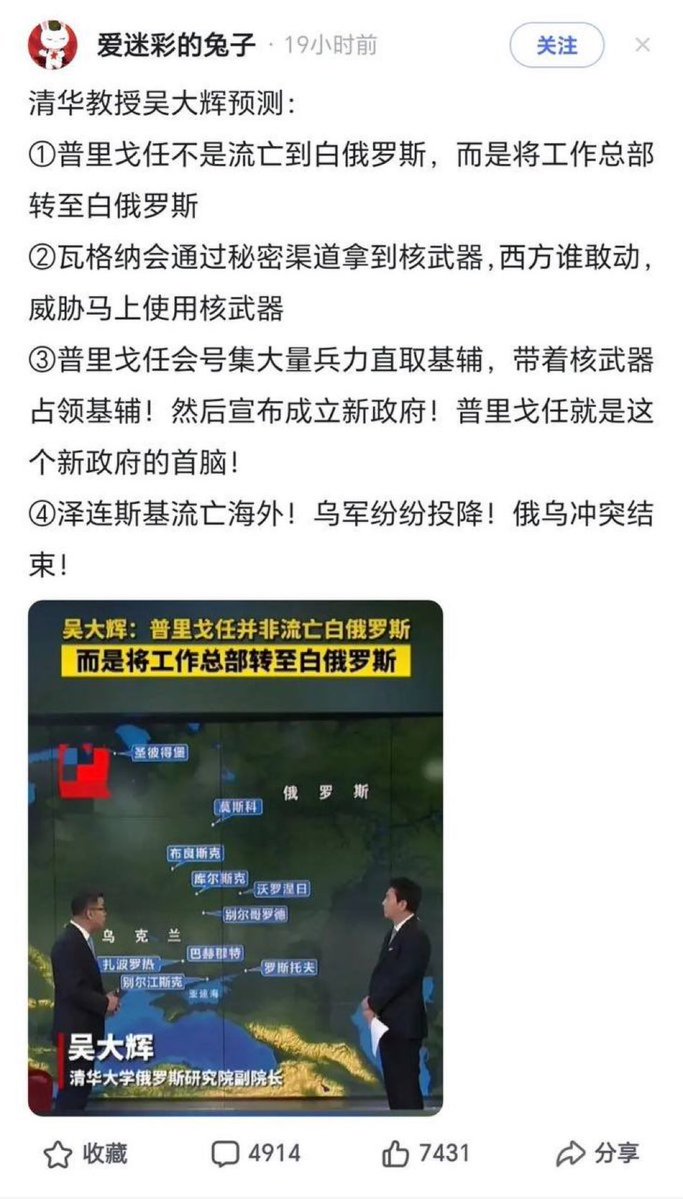 爱迷彩的兔子 · 19小时前
关注 ×
清华教授吴大辉预测：
①普里戈任不是流亡到白俄罗斯，而是将工作总部
转至白俄罗斯
②瓦格纳会通过秘密渠道拿到核武器,西方谁敢动，
威胁马上使用核武器
③普里戈任会号集大量兵力直取基辅，带着核武器
占领基辅！然后宣布成立新政府！普里戈任就是这
个新政府的首脑！
④泽连斯基流亡海外！乌军纷纷投降！俄乌冲突结
束！
吴大辉：普里戈任并非流亡白俄罗斯
而是将工作总部转至白俄罗斯
圣彼得堡
俄 罗 斯
莫斯科
布良斯克
库尔斯克
沃罗涅日
别尔哥罗德
乌 克 兰
巴赫穆特
扎波罗热
罗斯托夫
别尔江斯克
亚速海
吴大辉
清华大学俄罗斯研究院副院长
收藏 4914 7431 分享